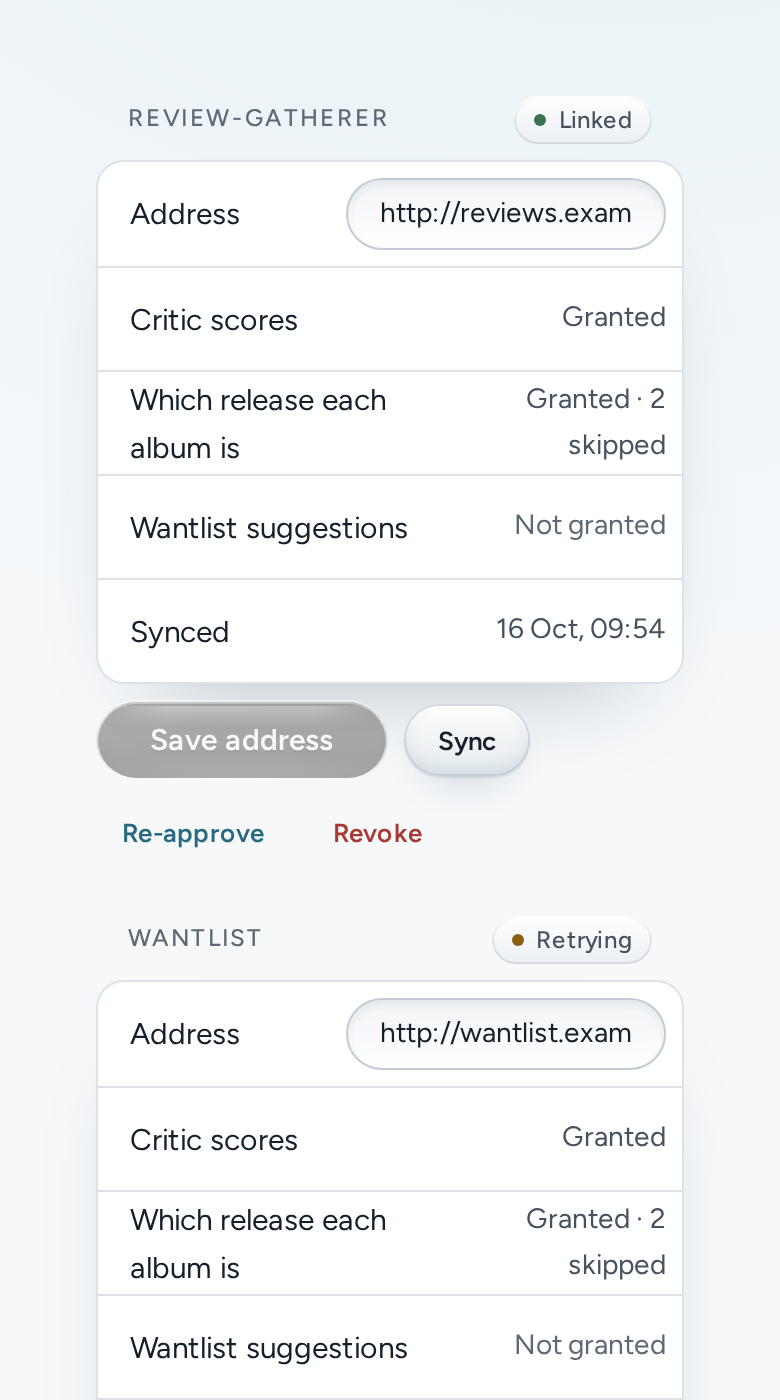 REVIEW-GATHERER
Linked
Address
http://reviews.exam
Critic scores
Granted
Which release each
album is
Granted · 2
skipped
Wantlist suggestions
Not granted
Synced
16 Oct, 09:54
Save address
Sync
Re-approve
Revoke
WANTLIST
Retrying
Address
http://wantlist.exam
Critic scores
Granted
Which release each
album is
Granted · 2
skipped
Wantlist suggestions
Not granted